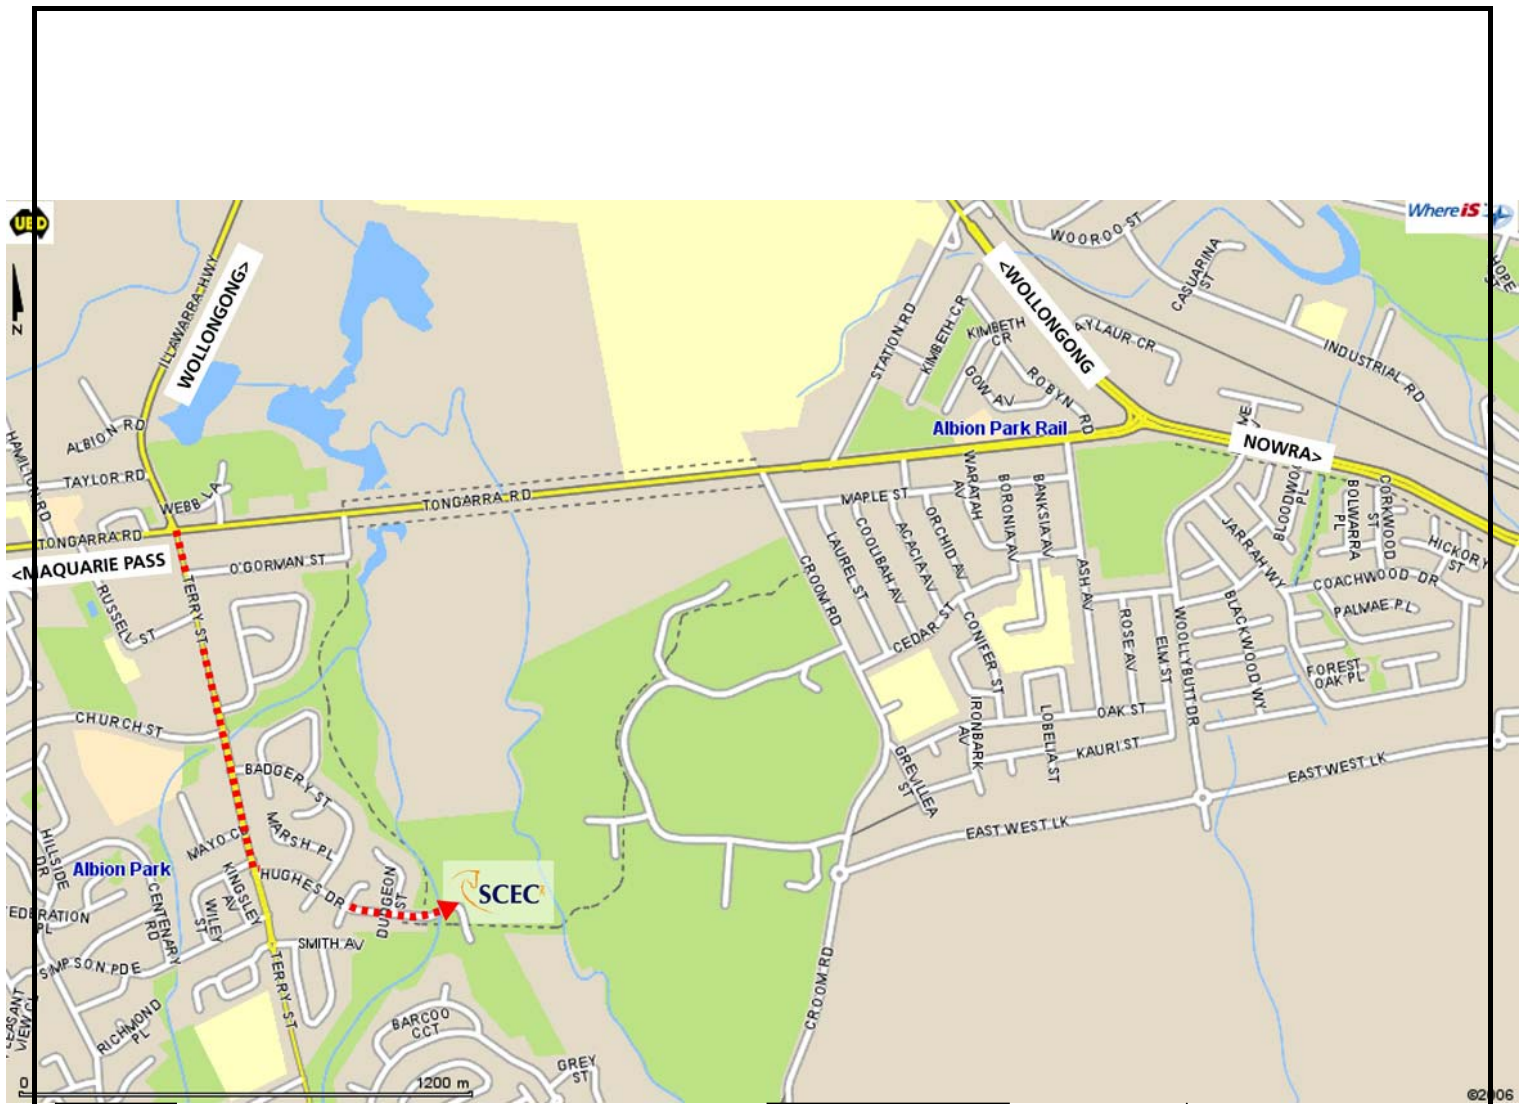 UBD
Whereis
WOOROO ST
CASUARINA
ST
HOPE
ST
N
ILLAWARRA HWY
WOLLONGONG>
<WOLLONGONG
STATION RD
KIMBETH CR
KIMBETH
CR
AYLAUR CR
INDUSTRIAL RD
GOW AV
ROBYN RD
ALBION RD
HAMILTON RD
TAYLOR RD
WEBB LA
Albion Park Rail
NOWRA>
TONGARRA RD
TONGARRA RD
<MAQUARIE PASS
O'GORMAN ST
MAPLE ST
WARATAH
AV
BORONIA AV
BANKSIA AV
ORCHID AV
ACACIA AV
COOLIBAH AV
LAUREL ST
CROOM RD
ASH AV
BOLWARRA
PL
CORKWOOD
ST
HICKORY
ST
JARRAH WY
COACHWOOD DR
PALMAE PL
RUSSELL ST
TERRY ST
CEDAR ST
CONIFER ST
ROSE AV
ELM ST
WOOLLYBUTT DR
BLACKWOOD WY
FOREST
OAK PL
CHURCH ST
IRONBARK
AV
LOBELIA ST
OAK ST
KAURI ST
GREVILLEA
ST
EAST WEST LK
EAST WEST LK
BADGERY ST
MARSH PL
HILLSIDE
DR
Albion Park
KINGSLEY
AV
HUGHES DR
DUDGEON
ST
SCEC
CENTENARY
RD
WILEY
ST
SMITH AV
SIMPSON PDE
TERRY ST
CROOM RD
RICHMOND
PL
BARCOO
CCT
GREY
ST
0
1200 m
©2006